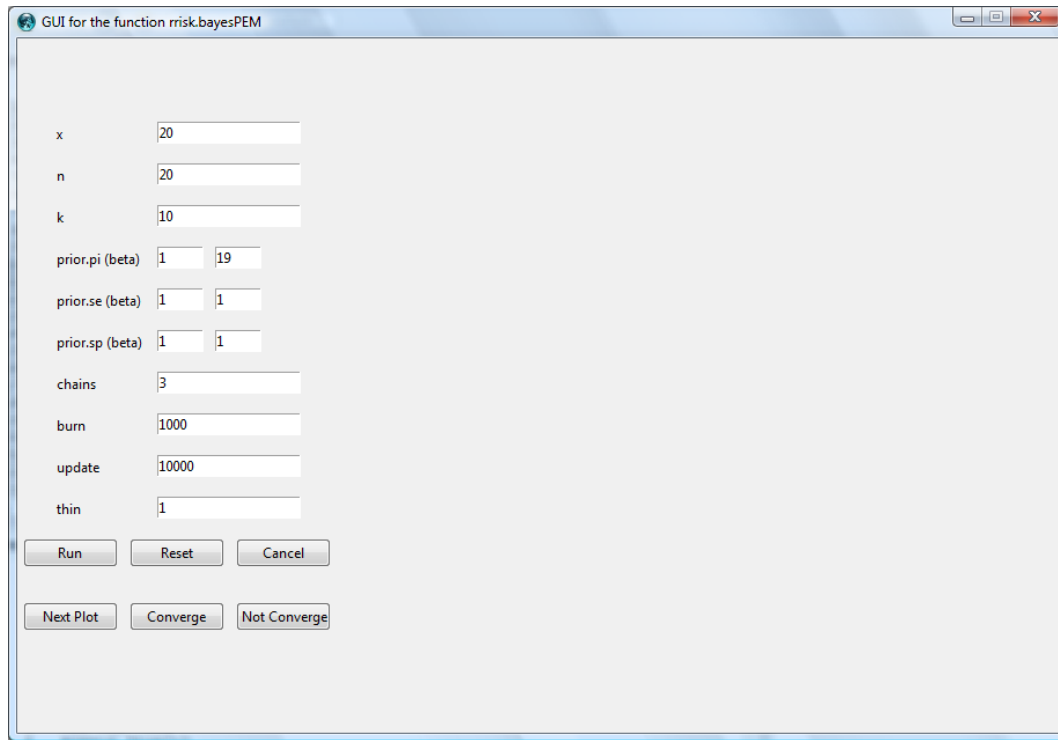 GUI for the function rrisk.bayesPEM
x 20
n 20
k 10
prior.pi (beta) 1 19
prior.se (beta) 1 1
prior.sp (beta) 1 1
chains 3
burn 1000
update 10000
thin 1
Run Reset Cancel
Next Plot Converge Not Converge